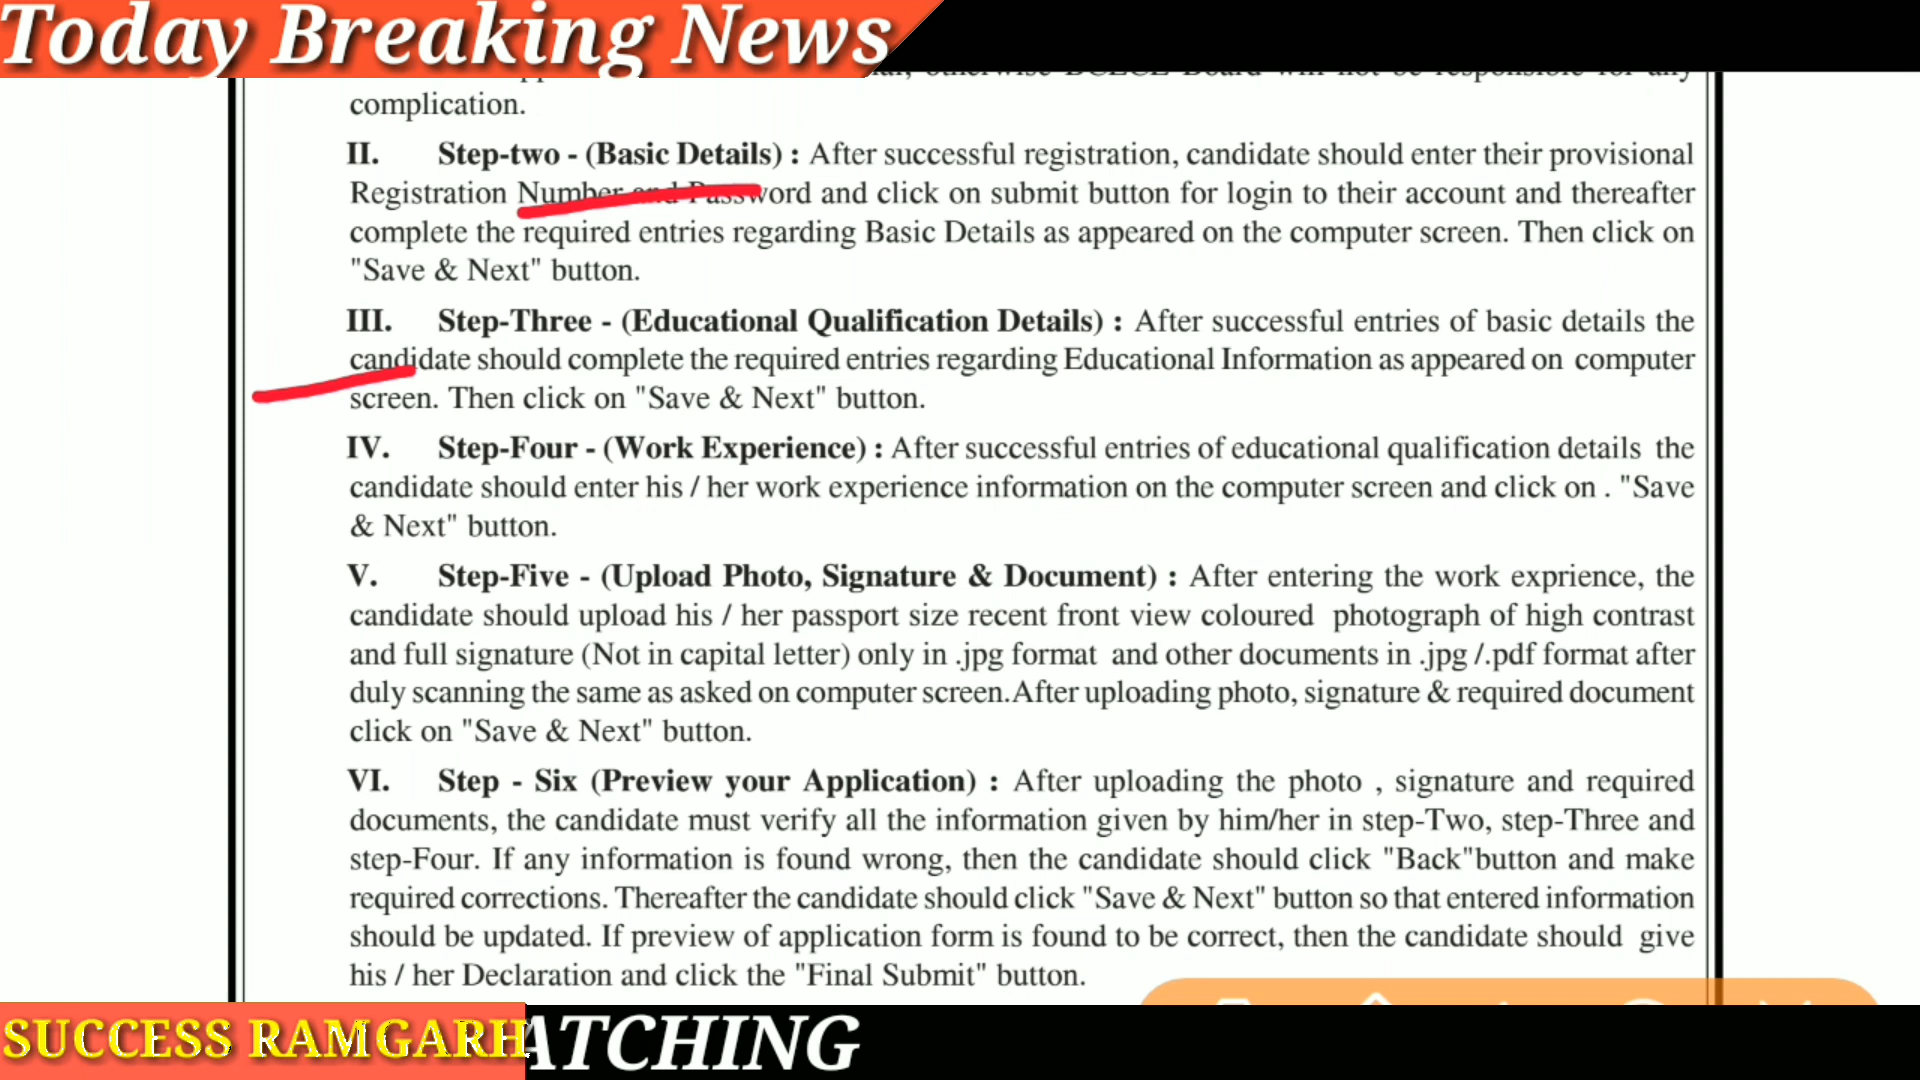 Today Breaking News
otherwise BCECE Board will not be responsible for any
complication.
II. Step-two - (Basic Details) : After successful registration, candidate should enter their provisional
Registration Number and Password and click on submit button for login to their account and thereafter
complete the required entries regarding Basic Details as appeared on the computer screen. Then click on
"Save & Next" button.
III. Step-Three - (Educational Qualification Details) : After successful entries of basic details the
candidate should complete the required entries regarding Educational Information as appeared on computer
screen. Then click on "Save & Next" button.
IV. Step-Four - (Work Experience) : After successful entries of educational qualification details the
candidate should enter his / her work experience information on the computer screen and click on . "Save
& Next" button.
V. Step-Five - (Upload Photo, Signature & Document) : After entering the work exprience, the
candidate should upload his / her passport size recent front view coloured photograph of high contrast
and full signature (Not in capital letter) only in .jpg format and other documents in .jpg /.pdf format after
duly scanning the same as asked on computer screen.After uploading photo, signature & required document
click on "Save & Next" button.
VI. Step - Six (Preview your Application) : After uploading the photo , signature and required
documents, the candidate must verify all the information given by him/her in step-Two, step-Three and
step-Four. If any information is found wrong, then the candidate should click "Back"button and make
required corrections. Thereafter the candidate should click "Save & Next" button so that entered information
should be updated. If preview of application form is found to be correct, then the candidate should give
his / her Declaration and click the "Final Submit" button.
SUCCESS RAMGARH ATCHING